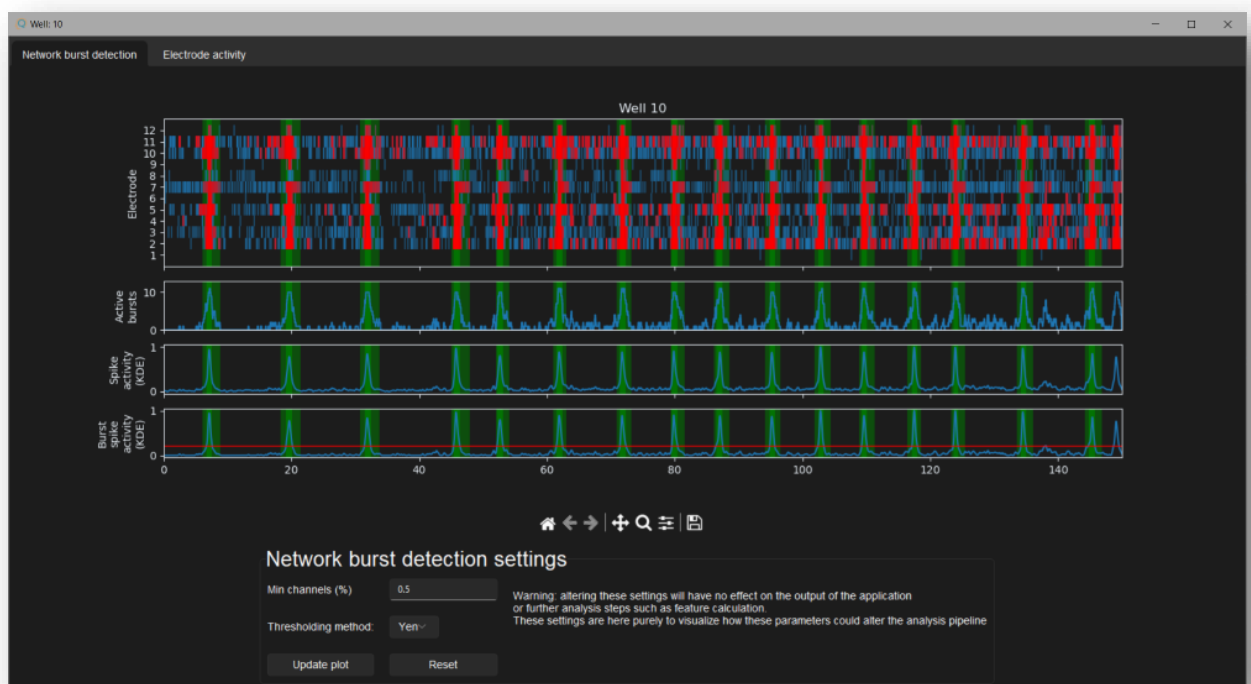 Well: 10
Network burst detection
Electrode activity
Well 10
Electrode
12
11
10
9
8
7
6
5
4
3
2
1
Active
bursts
10
0
Spike
activity
(KDE)
1
0
Burst
spike
activity
(KDE)
1
0
0 20 40 60 80 100 120 140
Network burst detection settings
Min channels (%) 0.5
Warning: altering these settings will have no effect on the output of the application
or further analysis steps such as feature calculation.
These settings are here purely to visualize how these parameters could alter the analysis pipeline
Thresholding method: Yen
Update plot Reset